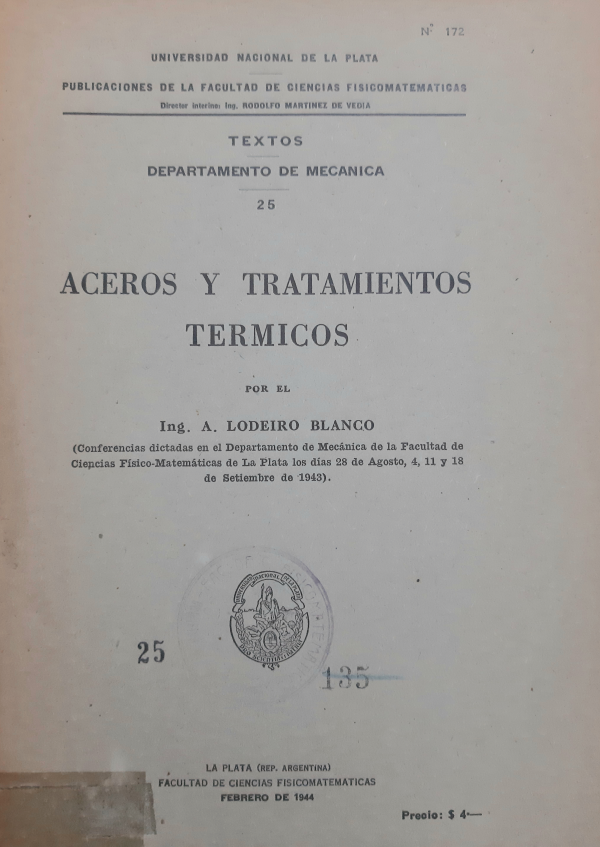 Nº 172
UNIVERSIDAD NACIONAL DE LA PLATA
PUBLICACIONES DE LA FACULTAD DE CIENCIAS FISICOMATEMATICAS
Director interino: Ing. RODOLFO MARTINEZ DE VEDIA
TEXTOS
DEPARTAMENTO DE MECANICA
25
ACEROS Y TRATAMIENTOS
TERMICOS
POR EL
Ing. A. LODEIRO BLANCO
(Conferencias dictadas en el Departamento de Mecánica de la Facultad de
Ciencias Físico-Matemáticas de La Plata los días 28 de Agosto, 4, 11 y 18
de Setiembre de 1943).
25
135
LA PLATA (REP. ARGENTINA)
FACULTAD DE CIENCIAS FISICOMATEMATICAS
FEBRERO DE 1944
Precio: $ 4.—